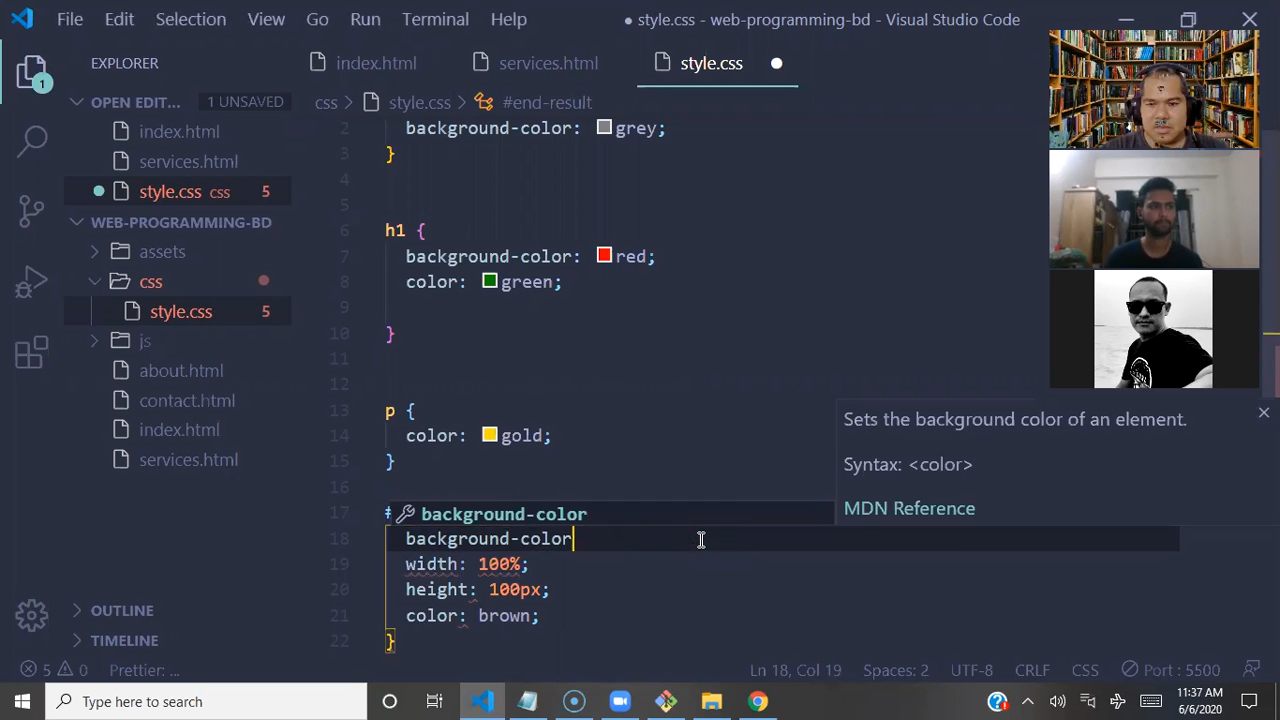 File Edit Selection View Go Run Terminal Help ● style.css - web-programming-bd - Visual Studio Code
EXPLORER
index.html services.html style.css
OPEN EDIT... 1 UNSAVED
css > style.css > #end-result
index.html
services.html
style.css css 5
WEB-PROGRAMMING-BD
assets
css
style.css 5
js
about.html
contact.html
index.html
services.html
OUTLINE
TIMELINE
1
2 background-color: grey;
3 }
4
5
6 h1 {
7 background-color: red;
8 color: green;
9
10 }
11
12
13 p {
14 color: gold;
15 }
16
17 #
background-color
18 background-color
19 width: 100%;
20 height: 100px;
21 color: brown;
22 }
Sets the background color of an element.
Syntax: <color>
MDN Reference
5 0 Prettier: ... Ln 18, Col 19 Spaces: 2 UTF-8 CRLF CSS Port : 5500
Type here to search
11:37 AM
6/6/2020